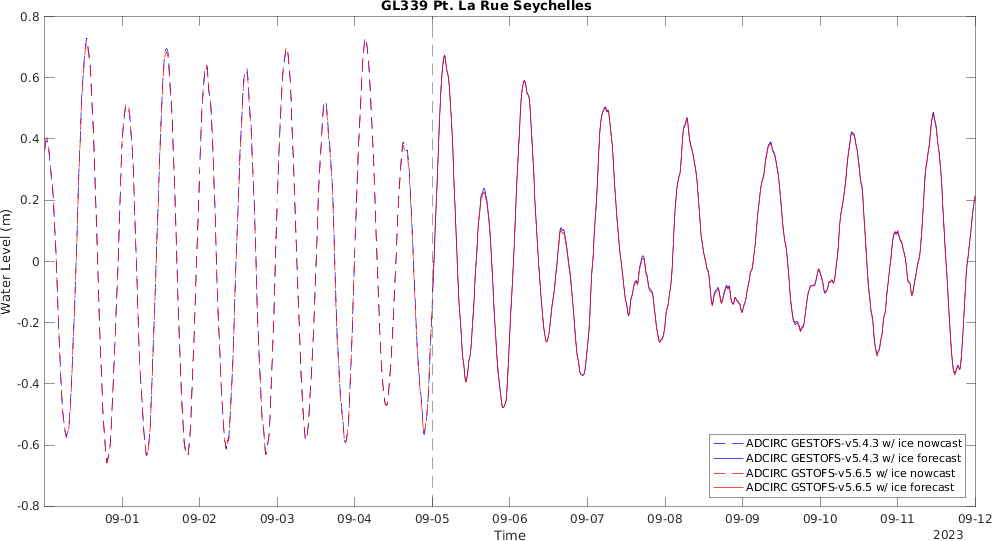 GL339 Pt. La Rue Seychelles
Water Level (m)
0.8
0.6
0.4
0.2
0
-0.2
-0.4
-0.6
-0.8
ADCIRC GESTOFS-v5.4.3 w/ ice nowcast
ADCIRC GESTOFS-v5.4.3 w/ ice forecast
ADCIRC GSTOFS-v5.6.5 w/ ice nowcast
ADCIRC GSTOFS-v5.6.5 w/ ice forecast
09-01 09-02 09-03 09-04 09-05 09-06 09-07 09-08 09-09 09-10 09-11 09-12
Time
2023